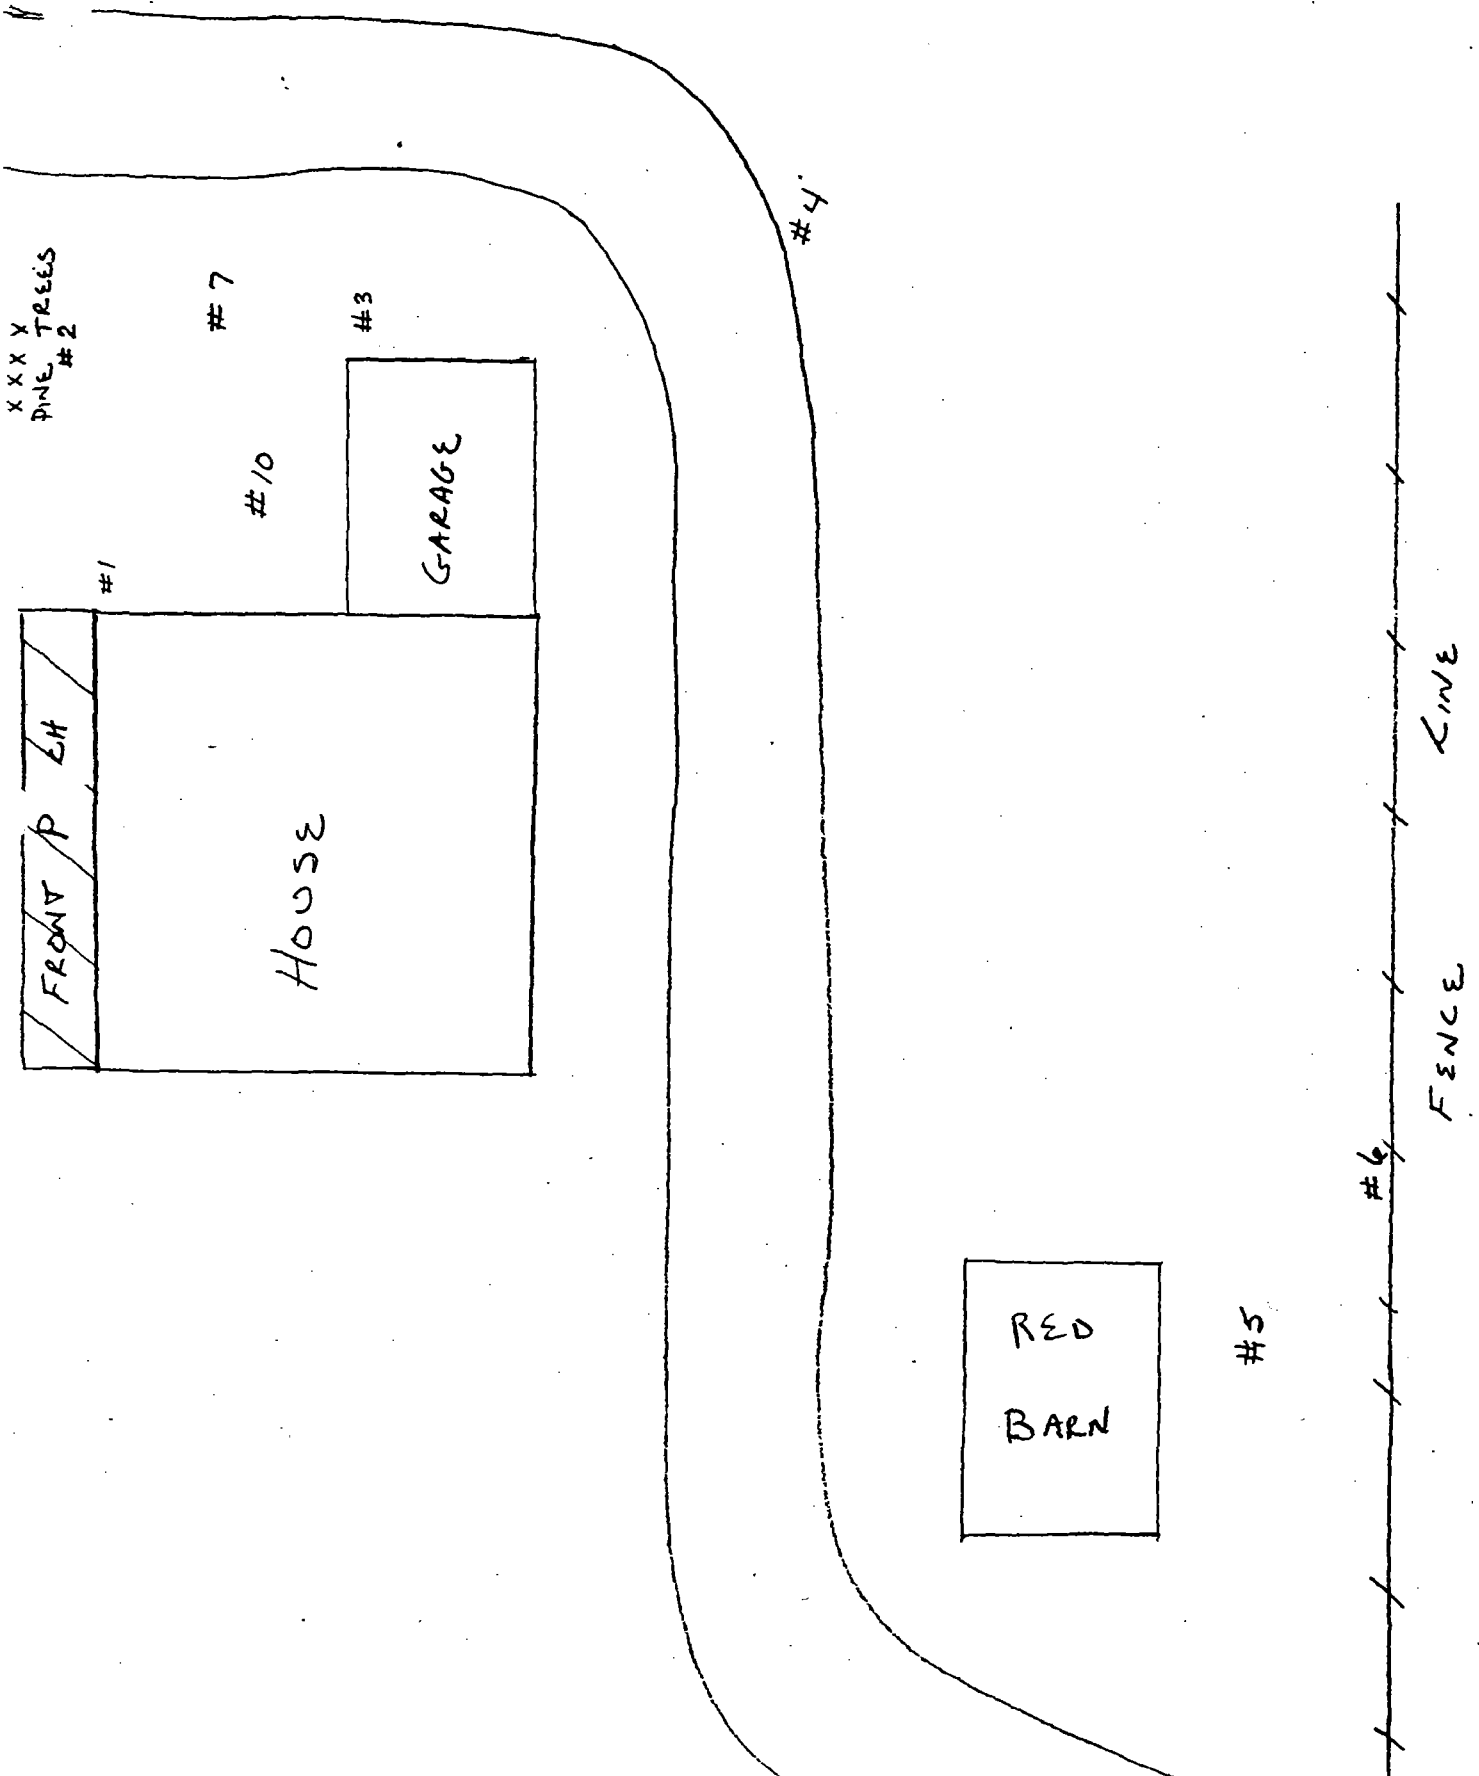 X X X X
PINE TREES
#2
#7
#3
#4
#10
#1
FRONT P CH
GARAGE
HOUSE
RED
BARN
#5
#6
FENCE LINE